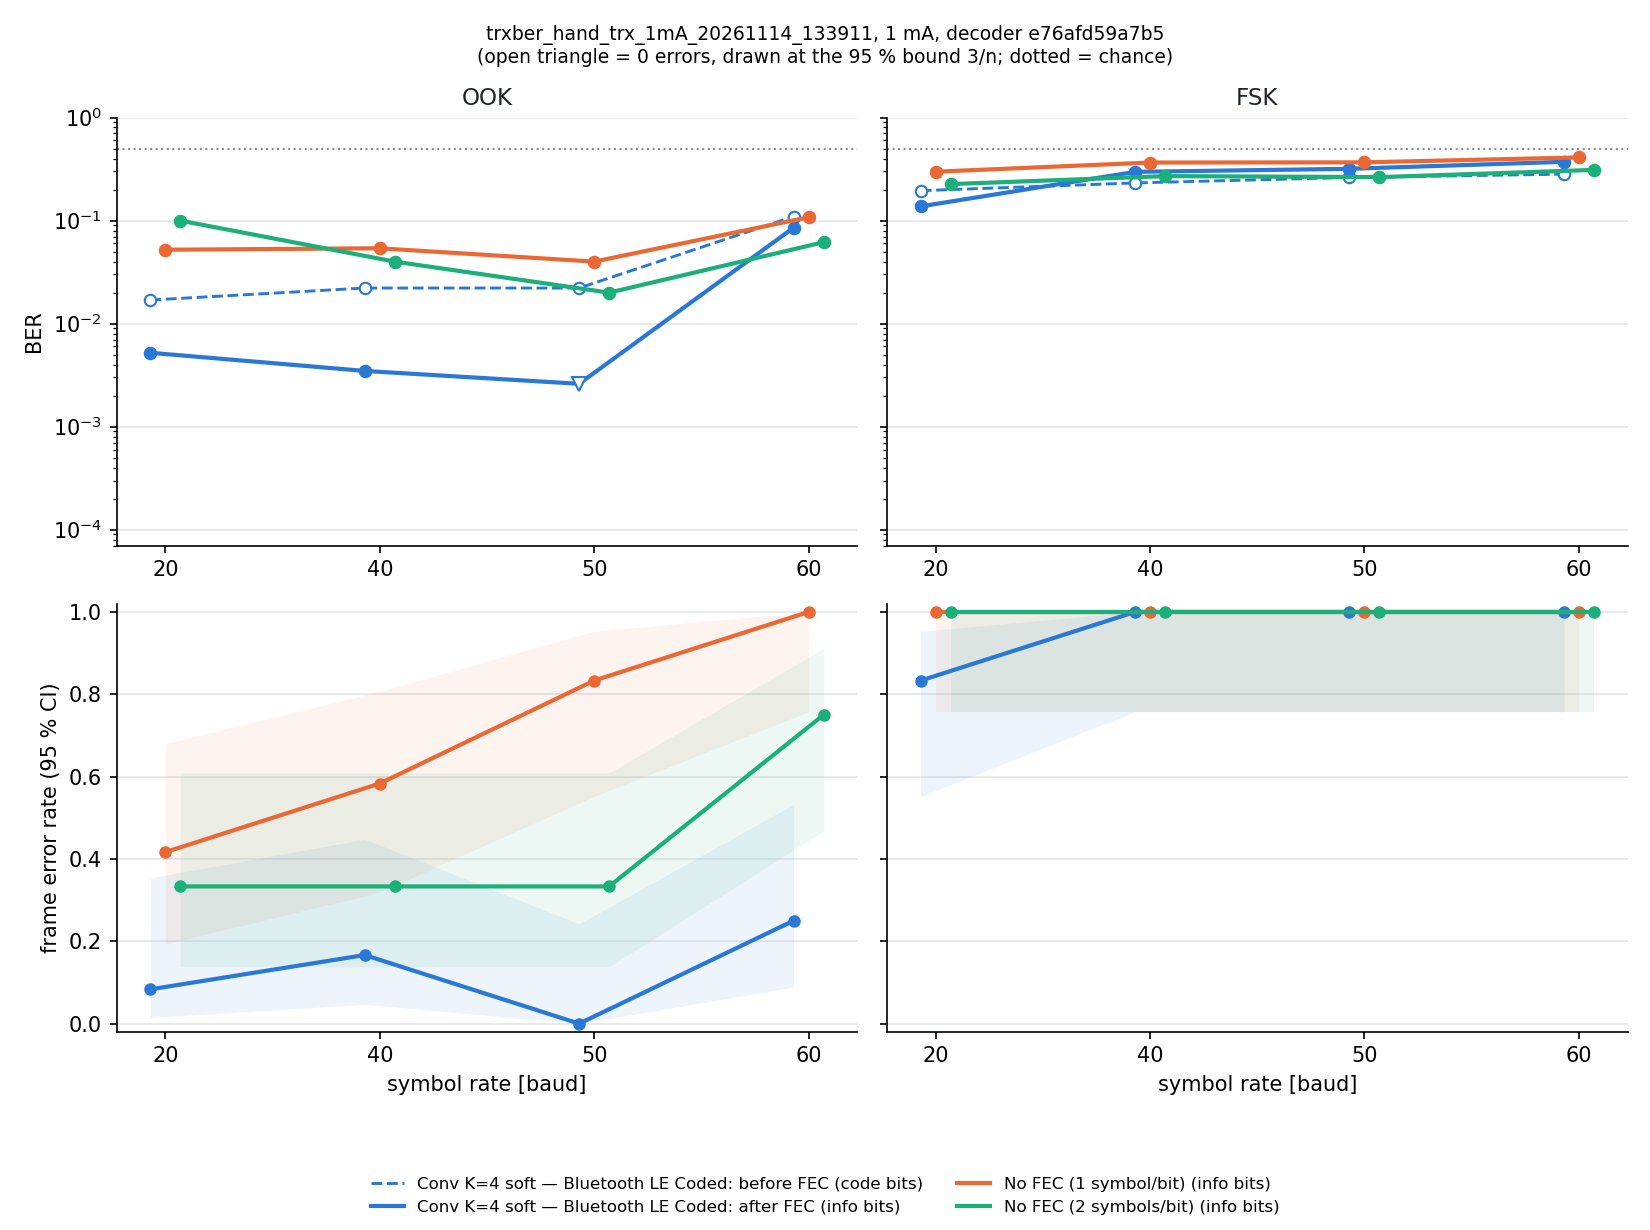 trxber_hand_trx_1mA_20261114_133911, 1 mA, decoder e76afd59a7b5
(open triangle = 0 errors, drawn at the 95 % bound 3/n; dotted = chance)
OOK
FSK
BER
10⁰
10⁻¹
10⁻²
10⁻³
10⁻⁴
20 40 50 60
20 40 50 60
frame error rate (95 % CI)
1.0
0.8
0.6
0.4
0.2
0.0
20 40 50 60
20 40 50 60
symbol rate [baud]
symbol rate [baud]
Conv K=4 soft — Bluetooth LE Coded: before FEC (code bits)
Conv K=4 soft — Bluetooth LE Coded: after FEC (info bits)
No FEC (1 symbol/bit) (info bits)
No FEC (2 symbols/bit) (info bits)